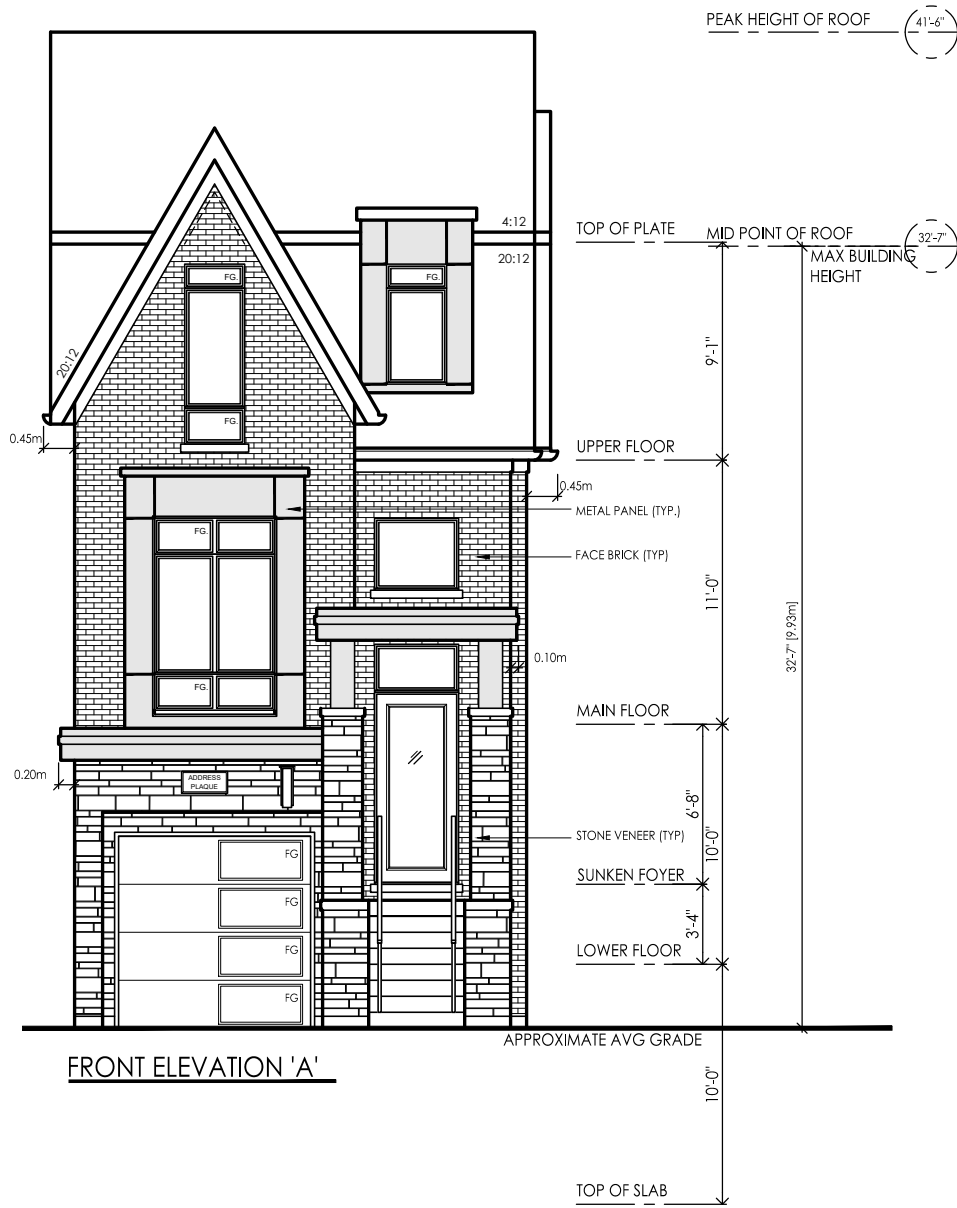 PEAK HEIGHT OF ROOF
41'-6"
4:12
TOP OF PLATE
MID POINT OF ROOF
32'-7"
20:12
MAX BUILDING
HEIGHT
FG.
FG.
9'-1"
20:12
FG.
0.45m
UPPER FLOOR
0.45m
METAL PANEL (TYP.)
FG.
FACE BRICK (TYP)
11'-0"
32'-7" [9.93m]
0.10m
FG.
MAIN FLOOR
0.20m
ADDRESS
PLAQUE
6'-8"
10'-0"
STONE VENEER (TYP)
FG
SUNKEN FOYER
FG
3'-4"
FG
LOWER FLOOR
FG
APPROXIMATE AVG GRADE
FRONT ELEVATION 'A'
10'-0"
TOP OF SLAB